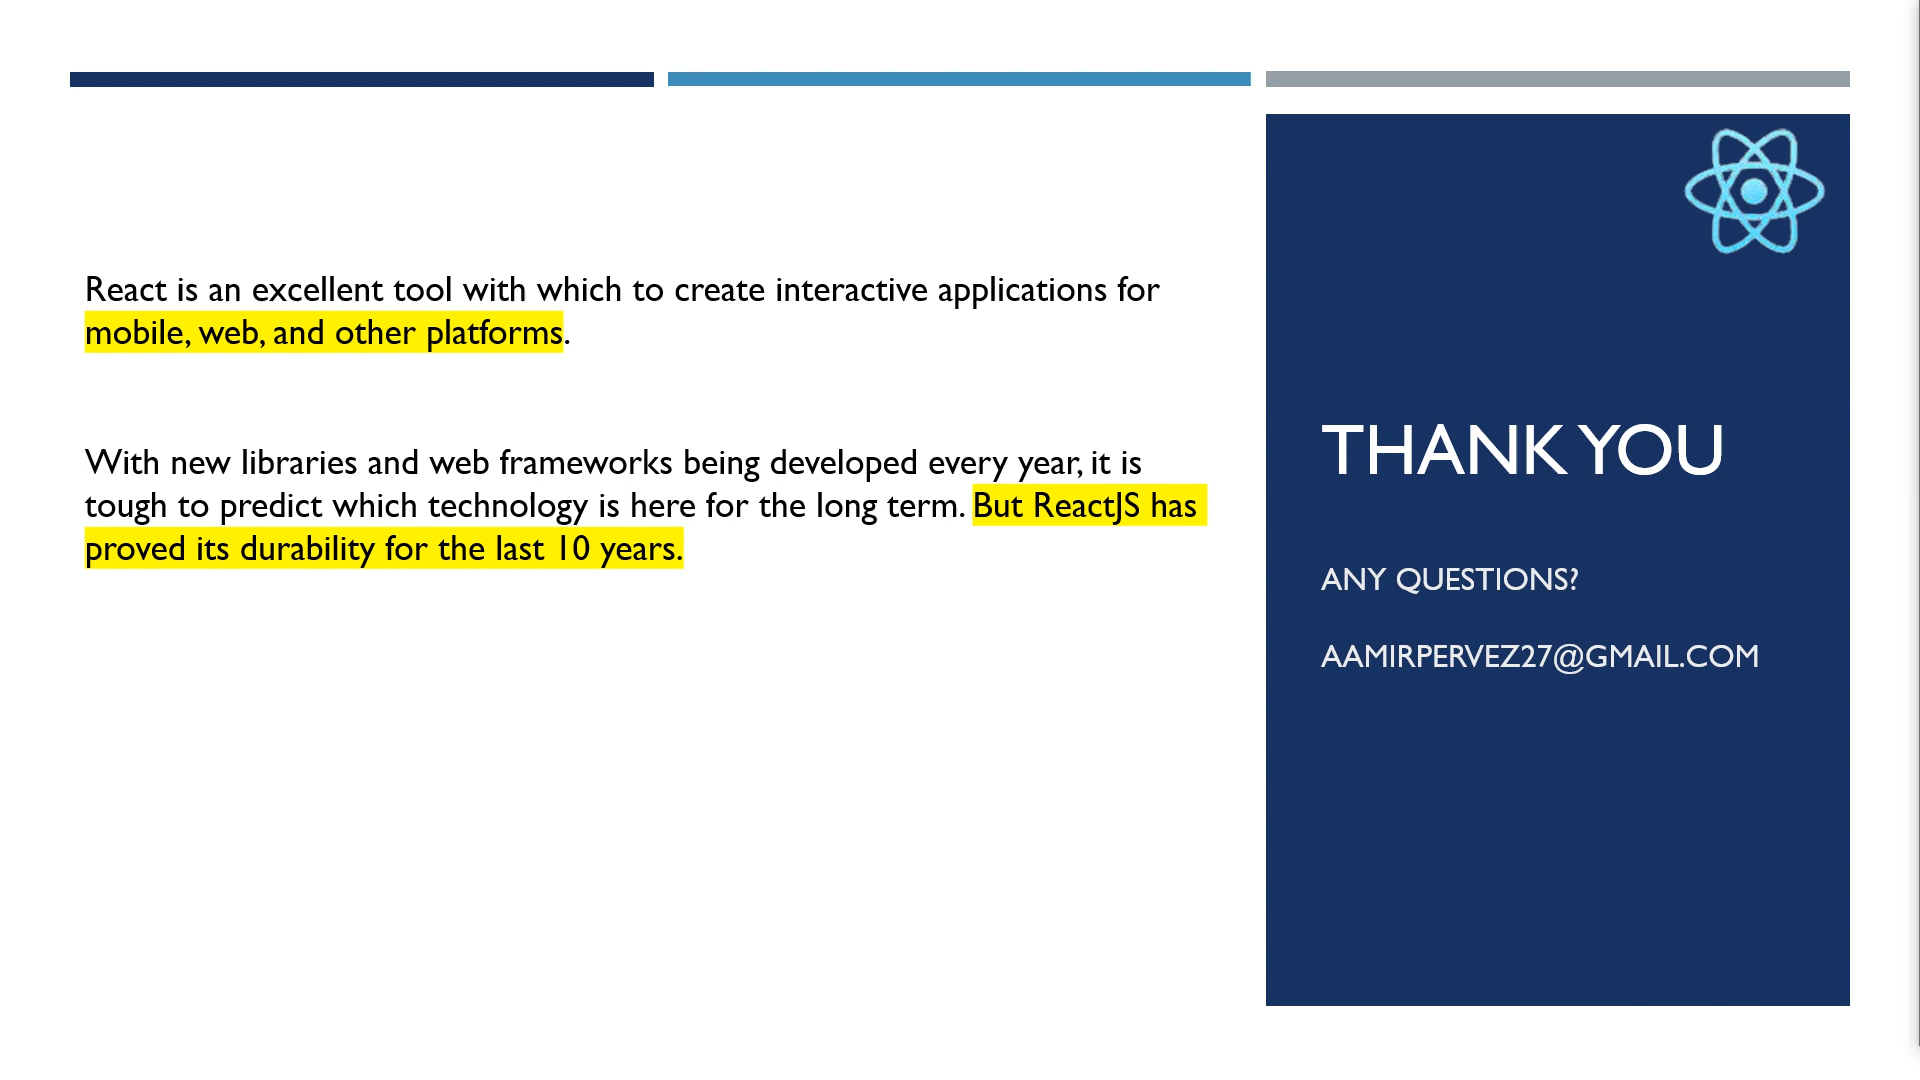 React is an excellent tool with which to create interactive applications for
mobile, web, and other platforms.
With new libraries and web frameworks being developed every year, it is
tough to predict which technology is here for the long term. But ReactJS has
proved its durability for the last 10 years.
THANK YOU
ANY QUESTIONS?
AAMIRPERVEZ27@GMAIL.COM